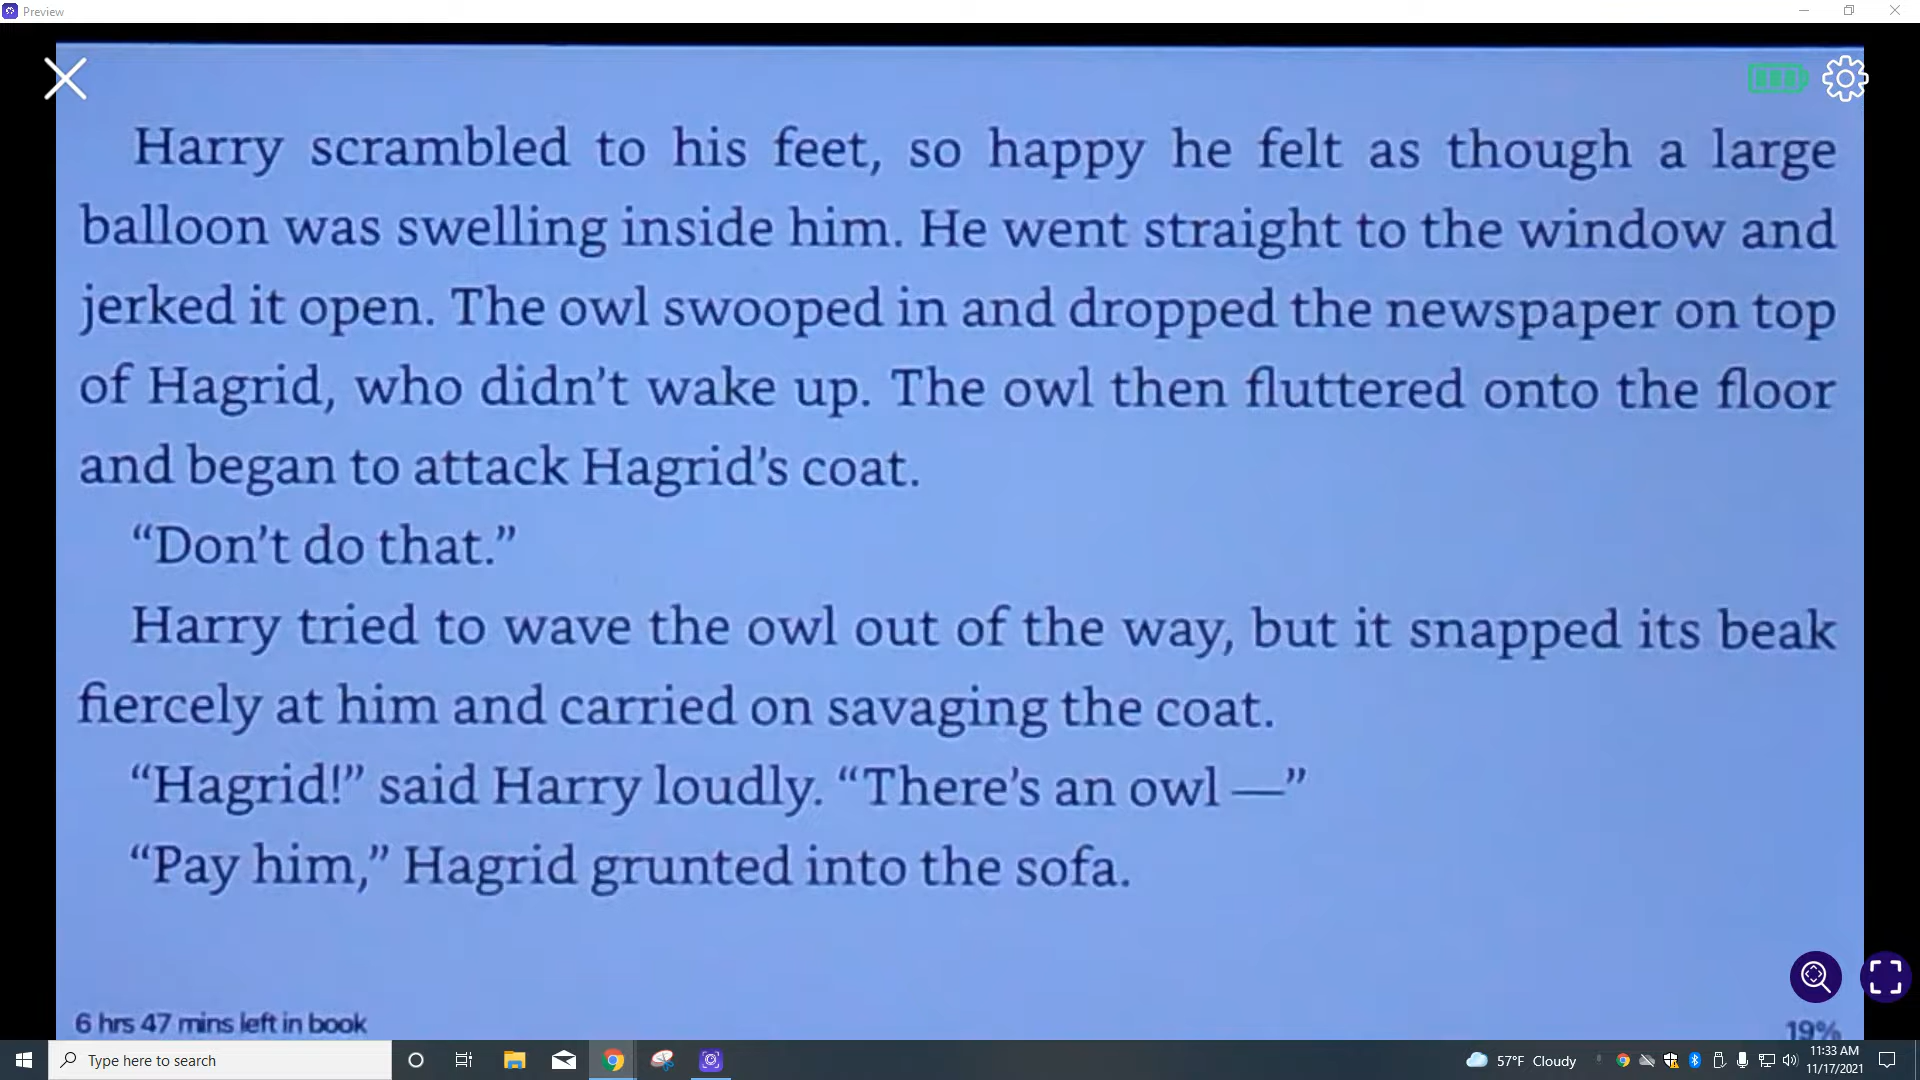 Preview
Harry scrambled to his feet, so happy he felt as though a large
balloon was swelling inside him. He went straight to the window and
jerked it open. The owl swooped in and dropped the newspaper on top
of Hagrid, who didn’t wake up. The owl then fluttered onto the floor
and began to attack Hagrid’s coat.
“Don’t do that.”
Harry tried to wave the owl out of the way, but it snapped its beak
fiercely at him and carried on savaging the coat.
“Hagrid!” said Harry loudly. “There’s an owl —”
“Pay him,” Hagrid grunted into the sofa.
6 hrs 47 mins left in book
19%
Type here to search
57°F Cloudy
11:33 AM
11/17/2021